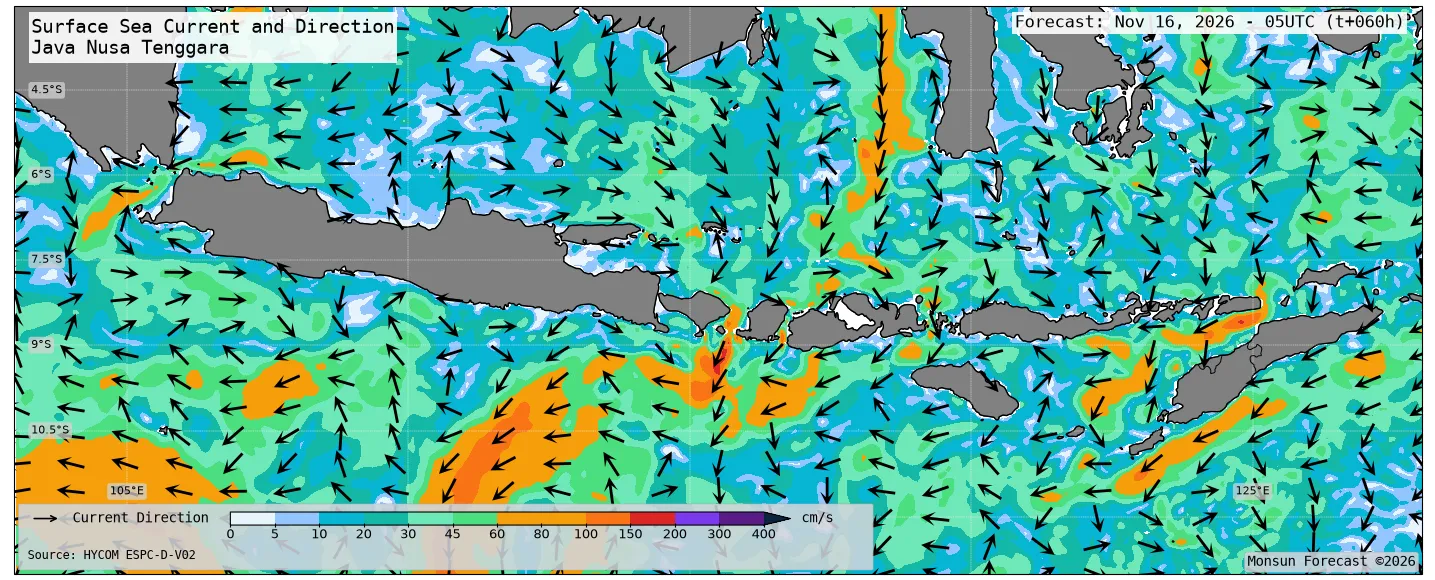 Surface Sea Current and Direction
Java Nusa Tenggara
Forecast: Nov 16, 2026 - 05UTC (t+060h)
4.5°S
6°S
7.5°S
9°S
10.5°S
105°E
125°E
Current Direction
0 5 10 20 30 45 60 80 100 150 200 300 400
cm/s
Source: HYCOM ESPC-D-V02
Monsun Forecast ©2026